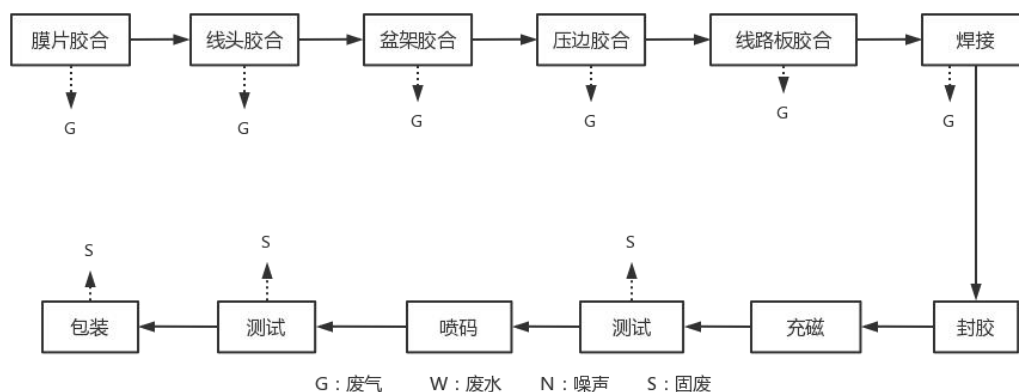 膜片胶合 线头胶合 盆架胶合 压边胶合 线路板胶合 焊接
G G G G G G
S S S
包装 测试 喷码 测试 充磁 封胶
G：废气 W：废水 N：噪声 S：固废